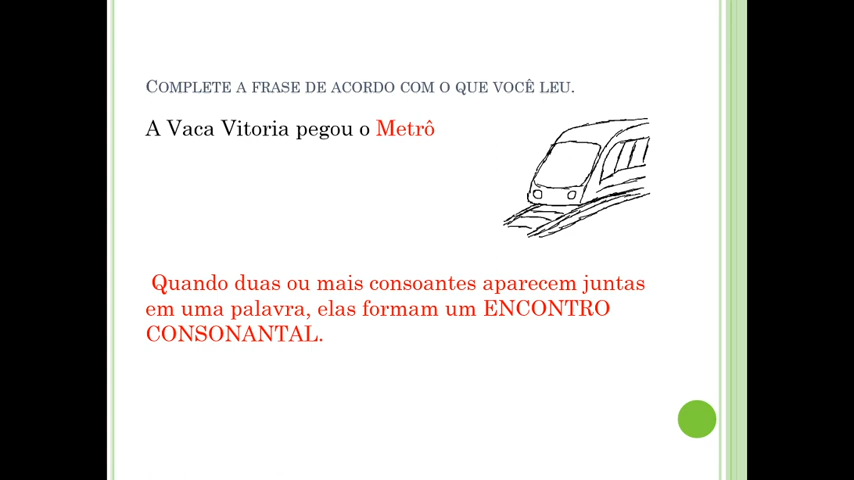 Complete a frase de acordo com o que você leu.
A Vaca Vitoria pegou o Metrô
Quando duas ou mais consoantes aparecem juntas
em uma palavra, elas formam um ENCONTRO
CONSONANTAL.